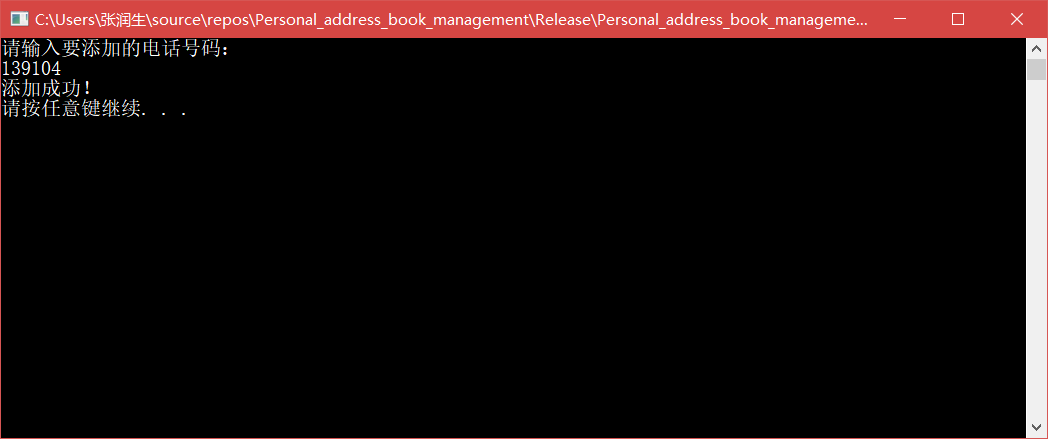 C:\Users\张润生\source\repos\Personal_address_book_management\Release\Personal_address_book_manageme...
请输入要添加的电话号码：
139104
添加成功！
请按任意键继续. . .